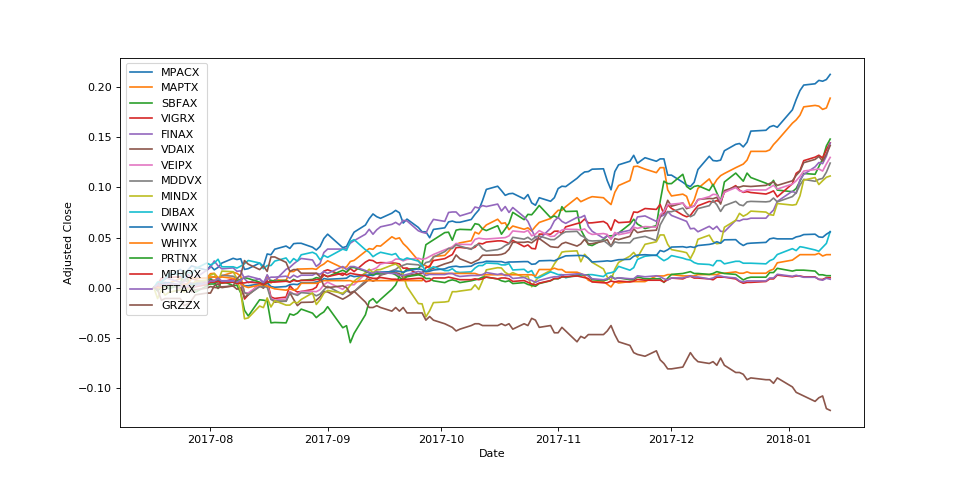 MPACX
MAPTX
SBFAX
VIGRX
FINAX
VDAIX
VEIPX
MDDVX
MINDX
DIBAX
VWINX
WHIYX
PRTNX
MPHQX
PTTAX
GRZZX
Adjusted Close
0.20
0.15
0.10
0.05
0.00
−0.05
−0.10
2017-08 2017-09 2017-10 2017-11 2017-12 2018-01
Date